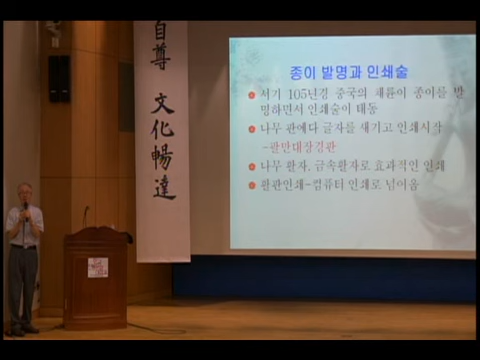 自尊 文化暢達
종이 발명과 인쇄술
서기 105년경 중국의 채륜이 종이를 발
명하면서 인쇄술이 태동
나무 판에다 글자를 새기고 인쇄시작
-팔만대장경판
나무 활자, 금속활자로 효과적인 인쇄
활판인쇄-컴퓨터 인쇄로 넘어옴